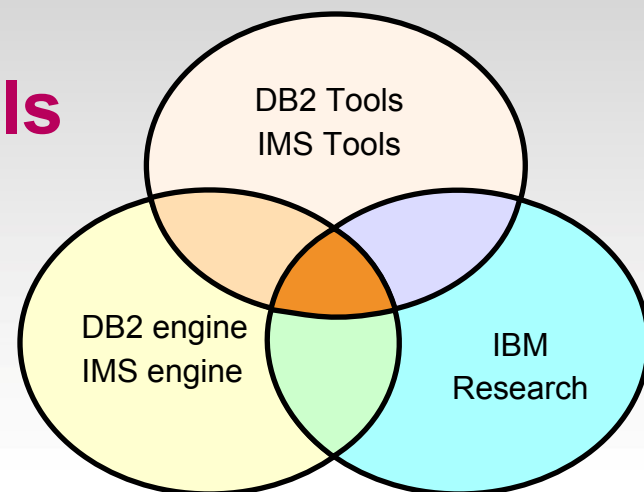 ls
DB2 Tools
IMS Tools
DB2 engine
IMS engine
IBM
Research